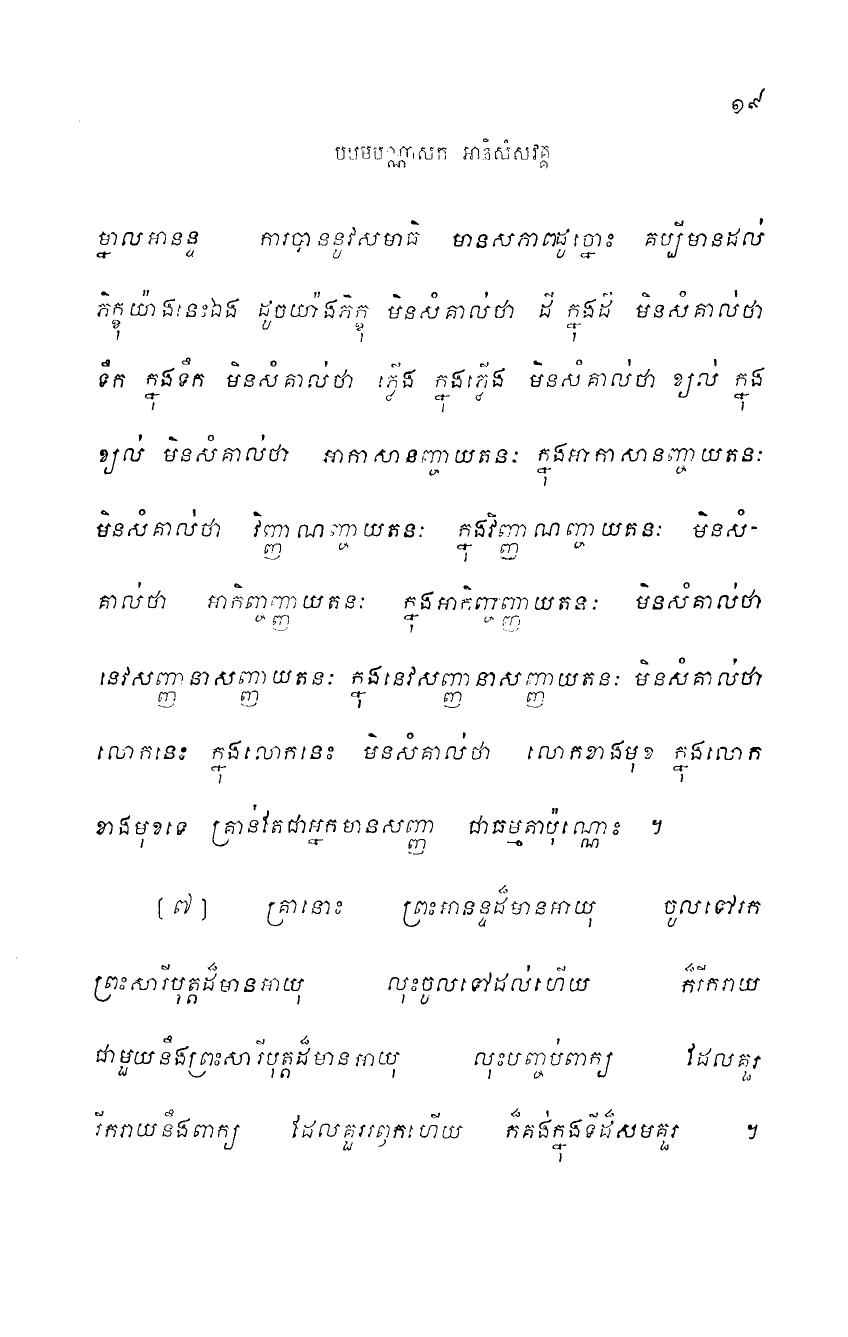 ១៩
បឋមបណ្ណាសក អានិសំសវគ្គ
ម្នាលអានន្ទ ការបាននូវសមាធិ មានសភាពដូច្នោះ គប្បីមានដល់
ភិក្ខុយ៉ាងនេះឯង ដូចយ៉ាងភិក្ខុ មិនសំគាល់ថា ដី ក្នុងដី មិនសំគាល់ថា
ទឹក ក្នុងទឹក មិនសំគាល់ថា ភ្លើង ក្នុងភ្លើង មិនសំគាល់ថា ខ្យល់ ក្នុង
ខ្យល់ មិនសំគាល់ថា អាកាសានញ្ចាយតនៈ ក្នុងអាកាសានញ្ចាយតនៈ
មិនសំគាល់ថា វិញ្ញាណញ្ចាយតនៈ ក្នុងវិញ្ញាណញ្ចាយតនៈ មិនសំ-
គាល់ថា អាកិញ្ចញ្ញាយតនៈ ក្នុងអាកិញ្ចញ្ញាយតនៈ មិនសំគាល់ថា
នេវសញ្ញានាសញ្ញាយតនៈ ក្នុងនេវសញ្ញានាសញ្ញាយតនៈ មិនសំគាល់ថា
លោកនេះ ក្នុងលោកនេះ មិនសំគាល់ថា លោកខាងមុខ ក្នុងលោក
ខាងមុខទេ គ្រាន់តែជាអ្នកមានសញ្ញា ជាធម្មតាប៉ុណ្ណោះ ។
[៧] គ្រានោះ ព្រះអានន្ទដ៏មានអាយុ ចូលទៅរក
ព្រះសារីបុត្តដ៏មានអាយុ លុះចូលទៅដល់ហើយ ក៏រីករាយ
ជាមួយនឹងព្រះសារីបុត្តដ៏មានអាយុ លុះបញ្ចប់ពាក្យ ដែលគួរ
រីករាយនឹងពាក្យ ដែលគួររឭកហើយ ក៏គង់ក្នុងទីដ៏សមគួរ ។